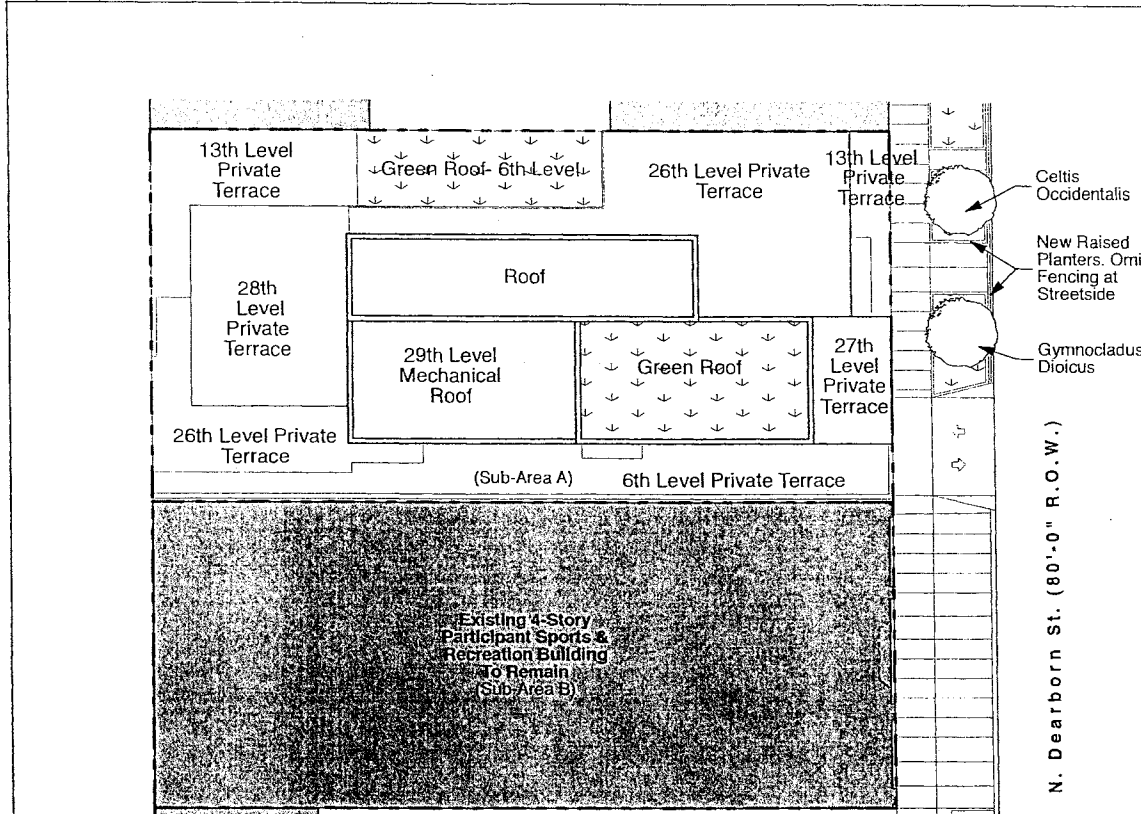 13th Level
Private
Terrace
Green Roof - 6th Level
26th Level Private
Terrace
13th Level
Private
Terrace
Celtis
Occidentalis
New Raised
Planters. Orni
Fencing at
Streetside
Roof
28th
Level
Private
Terrace
29th Level
Mechanical
Roof
Green Roof
27th
Level
Private
Terrace
Gymnocladus
Dioicus
26th Level Private
Terrace
(Sub-Area A)
6th Level Private Terrace
Existing 4-Story
Participant Sports &
Recreation Building
To Remain
(Sub-Area B)
N. Dearborn St. (80'-0" R.O.W.)